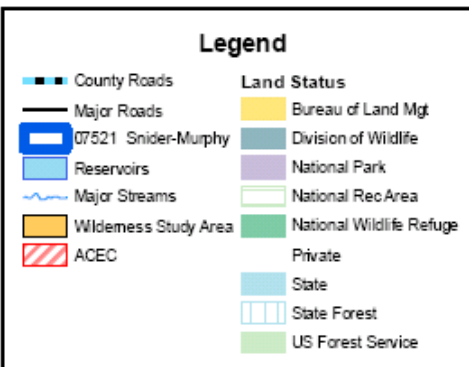 Legend
County Roads
Major Roads
07521 Snider-Murphy
Reservoirs
Major Streams
Wilderness Study Area
ACEC
Land Status
Bureau of Land Mgt
Division of Wildlife
National Park
National Rec Area
National Wildlife Refuge
Private
State
State Forest
US Forest Service